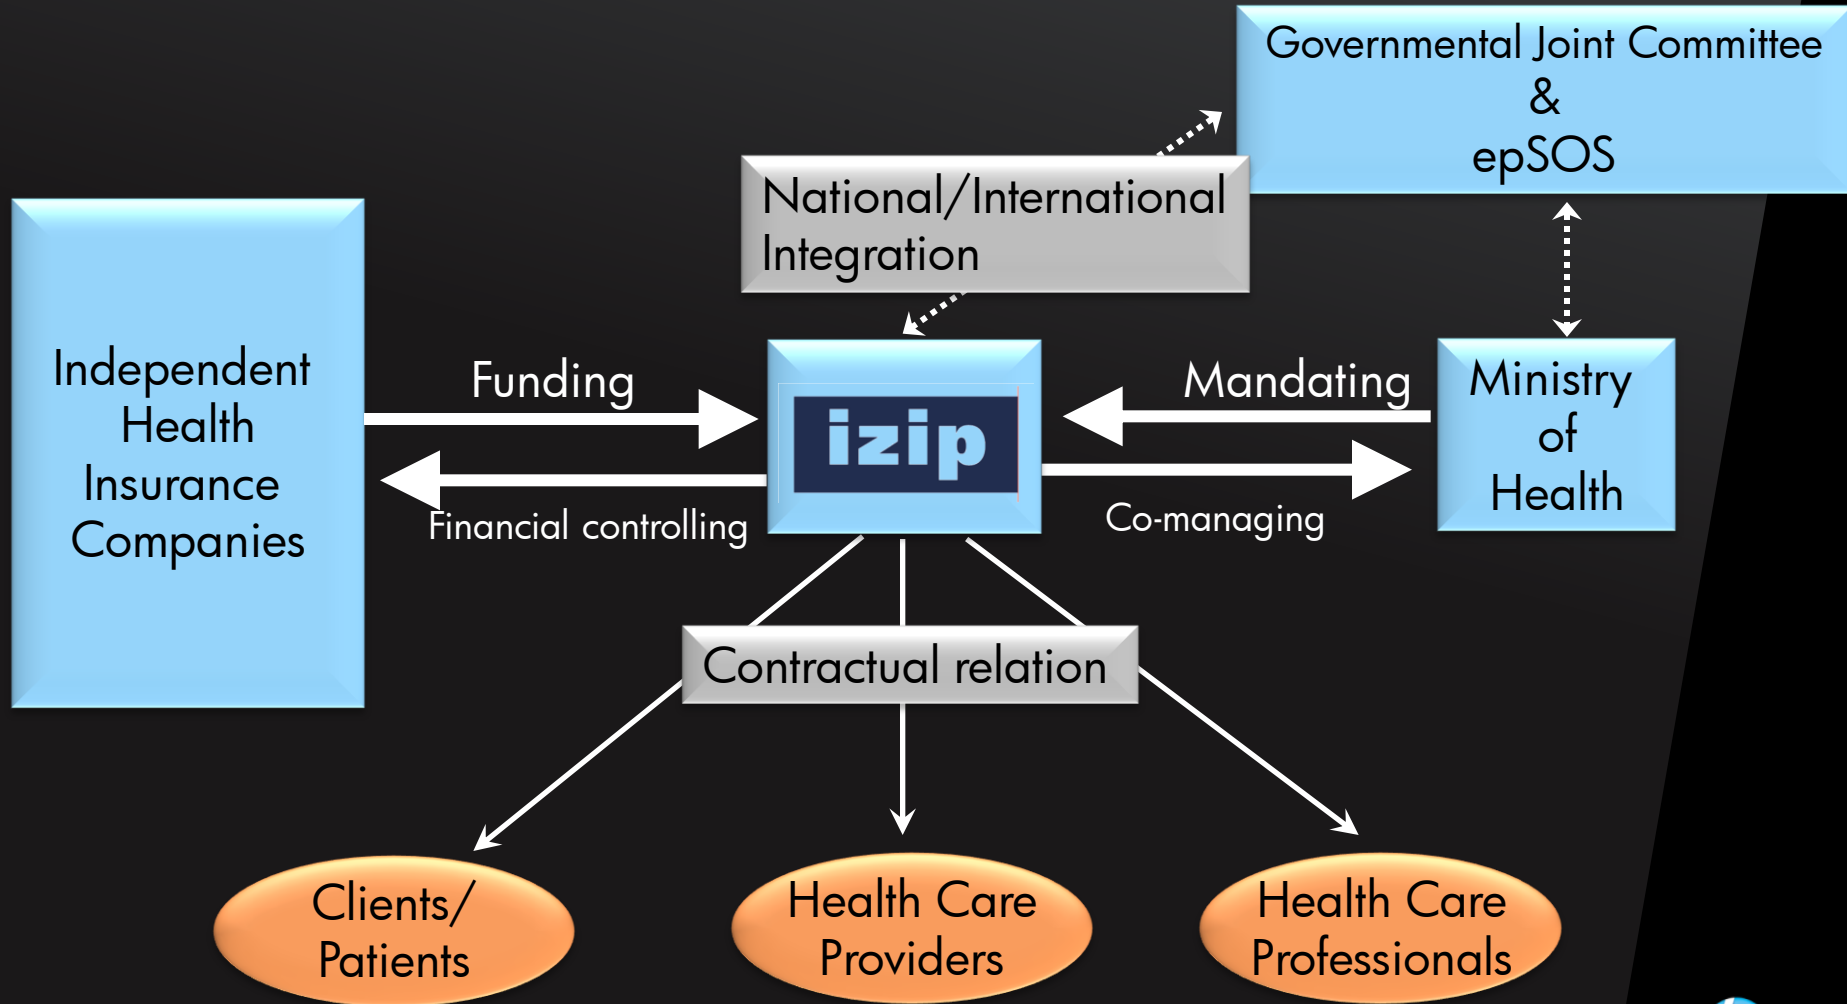 Governmental Joint Committee
&
epSOS
National/International
Integration
Independent
Health
Insurance
Companies
Funding
Financial controlling
izip
Mandating
Co-managing
Ministry
of
Health
Contractual relation
Clients/
Patients
Health Care
Providers
Health Care
Professionals